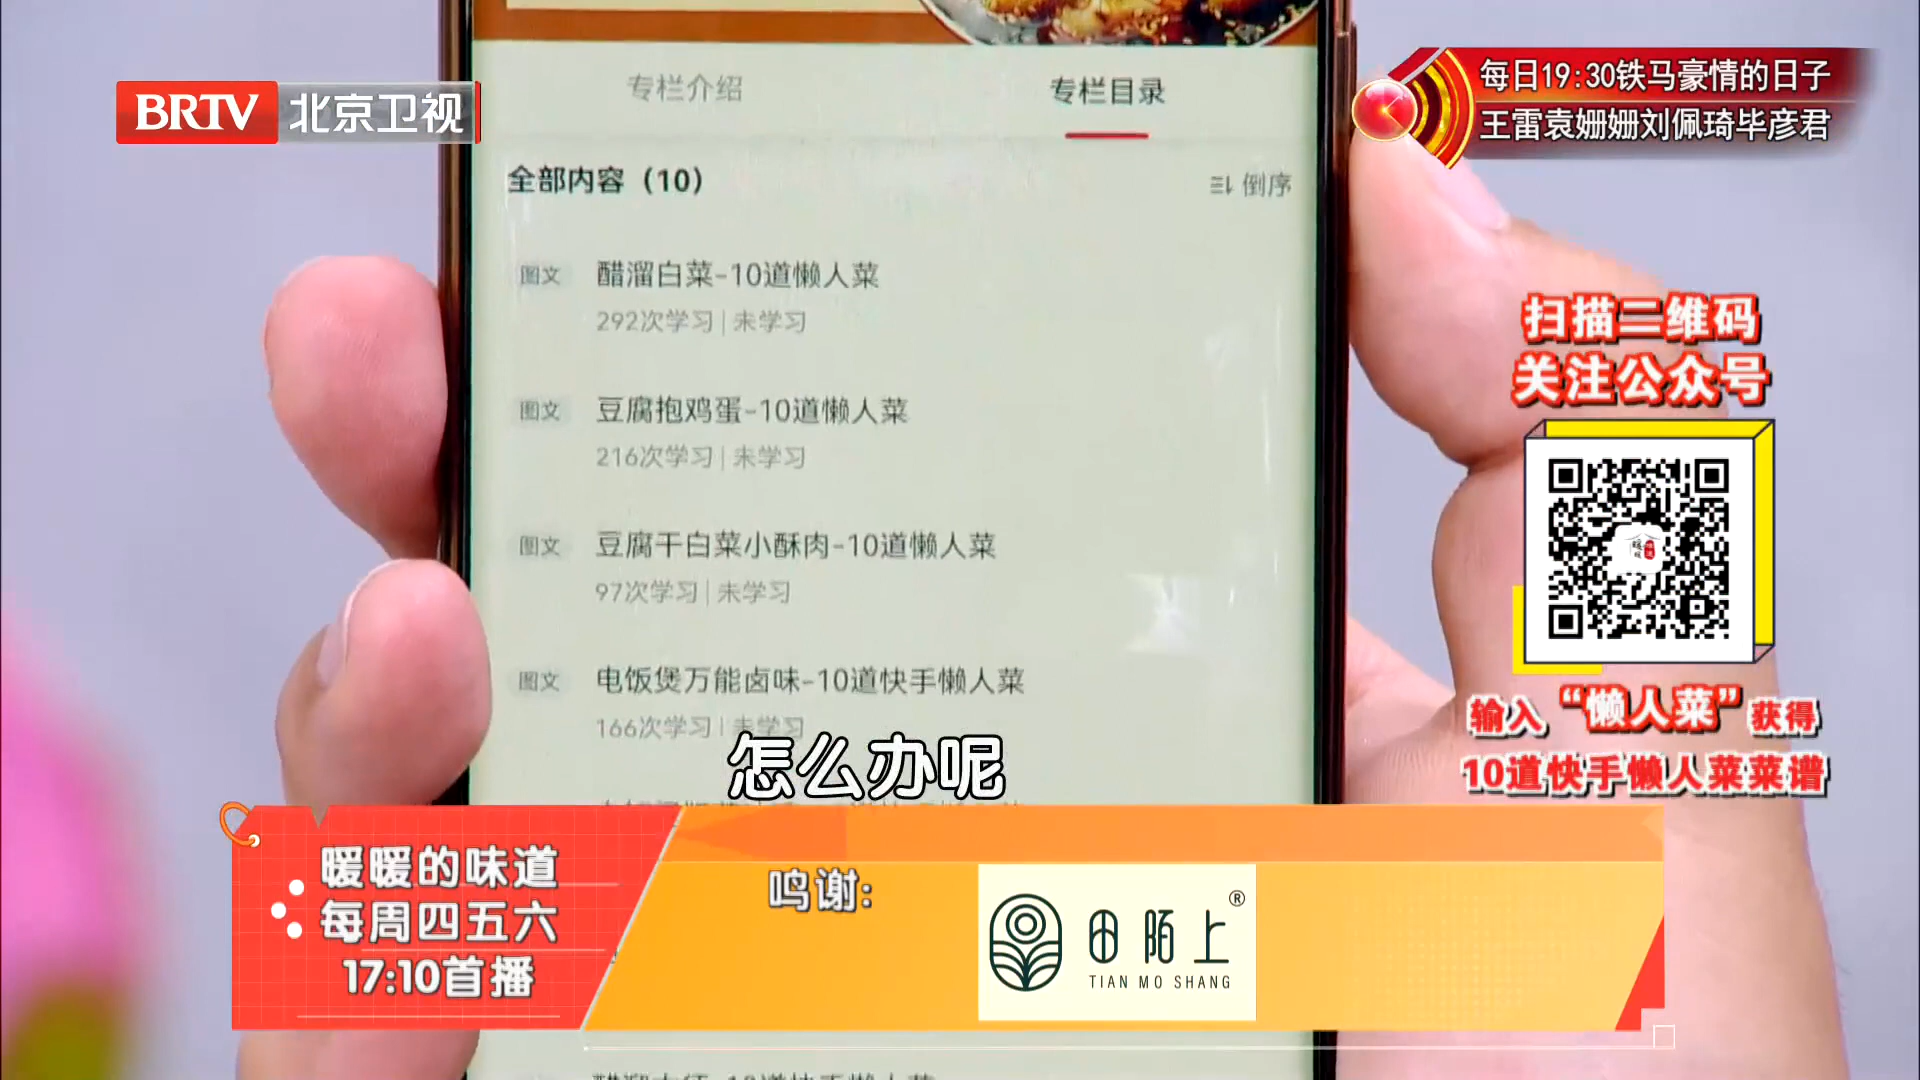 BRTV 北京卫视
每日19:30铁马豪情的日子
王雷袁姗姗刘佩琦毕彦君
专栏介绍
专栏目录
全部内容（10）
倒序
图文 醋溜白菜-10道懒人菜
292次学习 | 未学习
图文 豆腐抱鸡蛋-10道懒人菜
216次学习 | 未学习
图文 豆腐干白菜小酥肉-10道懒人菜
97次学习 | 未学习
图文 电饭煲万能卤味-10道快手懒人菜
166次学习 | 未学习
扫描二维码
关注公众号
输入“懒人菜”获得
10道快手懒人菜菜谱
怎么办呢
暖暖的味道
每周四五六
17:10首播
鸣谢:
田陌上®
TIAN MO SHANG